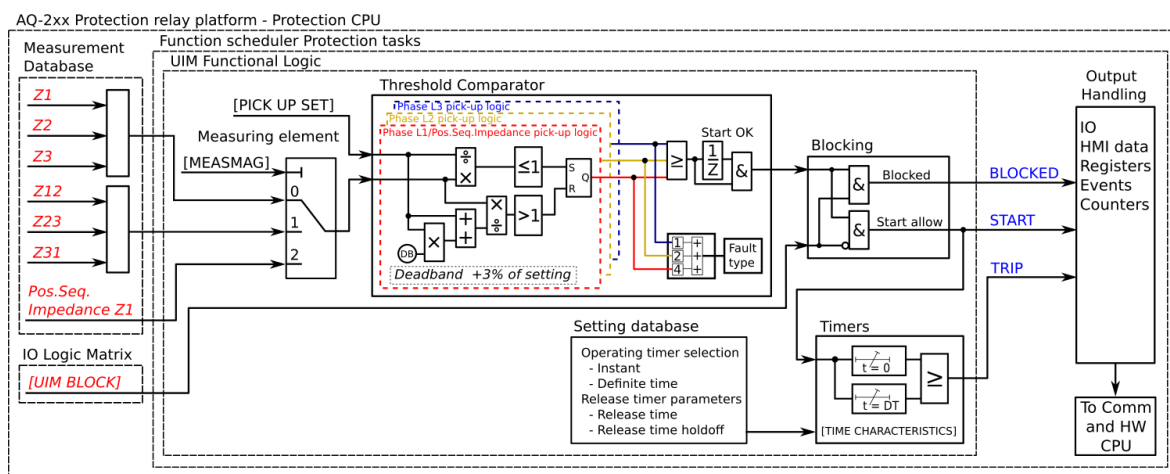 AQ-2xx Protection relay platform - Protection CPU
Function scheduler Protection tasks
Measurement
Database
UIM Functional Logic
Z1
Z2
Z3
Z12
Z23
Z31
Pos.Seq.
Impedance Z1
IO Logic Matrix
[UIM BLOCK]
[PICK UP SET]
Measuring element
[MEASMAG]
0
1
2
Threshold Comparator
Phase L3 pick-up logic
Phase L2 pick-up logic
Phase L1/Pos.Seq.Impedance pick-up logic
÷
×
≤1
S
Q
R
×
÷
>1
+
+
×
DB
Deadband +3% of setting
≥
Start OK
1
Z
&
1 +
2 +
4 +
Fault
type
Blocking
&
Blocked
&
Start allow
BLOCKED
START
TRIP
Output
Handling
IO
HMI data
Registers
Events
Counters
To Comm
and HW
CPU
Setting database
Operating timer selection
- Instant
- Definite time
Release timer parameters
- Release time
- Release time holdoff
Timers
t = 0
t = DT
≥
[TIME CHARACTERISTICS]